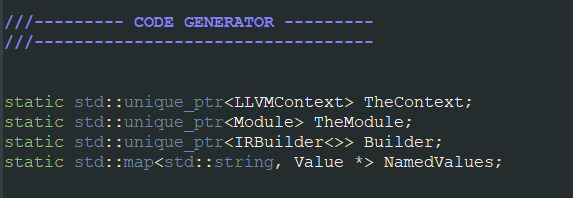 ///--------- CODE GENERATOR ---------
///----------------------------------
static std::unique_ptr<LLVMContext> TheContext;
static std::unique_ptr<Module> TheModule;
static std::unique_ptr<IRBuilder<>> Builder;
static std::map<std::string, Value *> NamedValues;